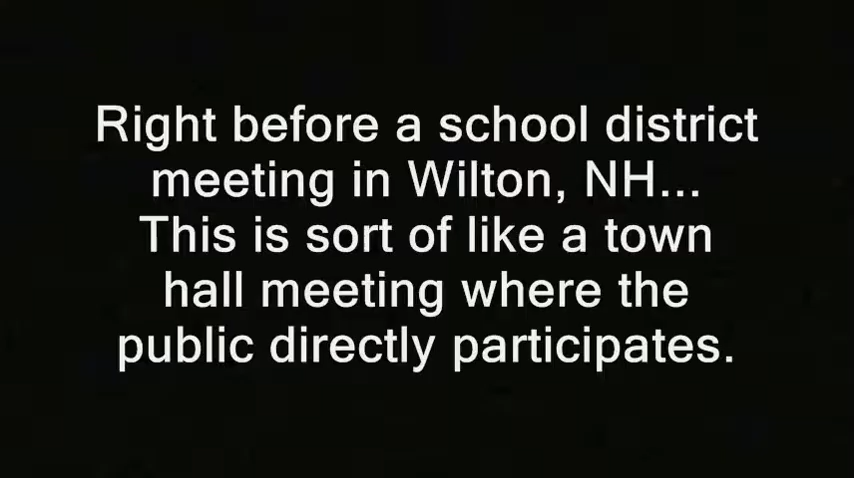 Right before a school district
meeting in Wilton, NH...
This is sort of like a town
hall meeting where the
public directly participates.